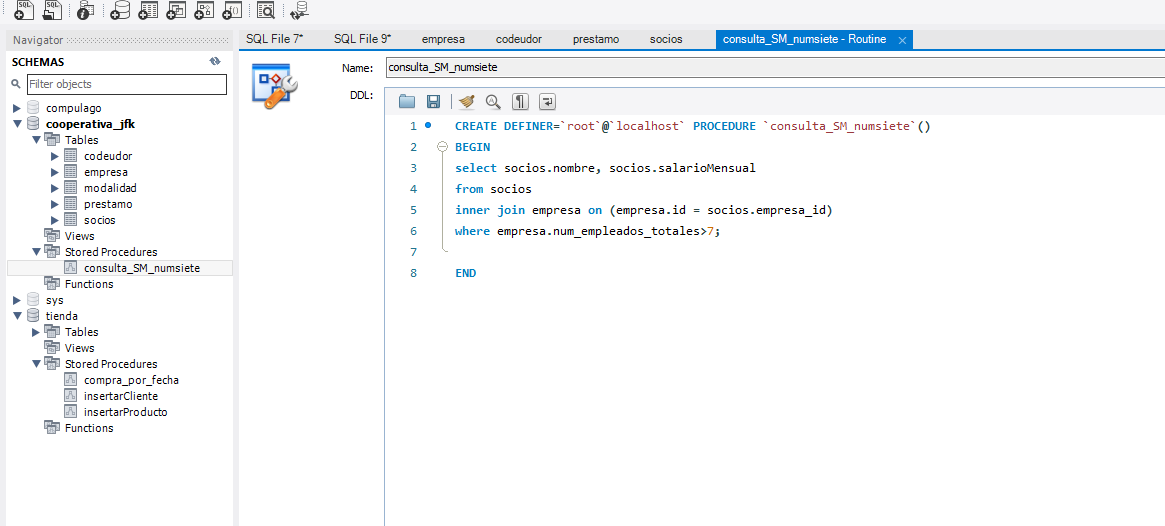 SQL File 7* SQL File 9* empresa codeudor prestamo socios consulta_SM_numsiete - Routine
Navigator
SCHEMAS
Filter objects
compulago
cooperativa_jfk
Tables
codeudor
empresa
modalidad
prestamo
socios
Views
Stored Procedures
consulta_SM_numsiete
Functions
sys
tienda
Tables
Views
Stored Procedures
compra_por_fecha
insertarCliente
insertarProducto
Functions
Name: consulta_SM_numsiete
DDL:
1 CREATE DEFINER=`root`@`localhost` PROCEDURE `consulta_SM_numsiete`()
2 BEGIN
3 select socios.nombre, socios.salarioMensual
4 from socios
5 inner join empresa on (empresa.id = socios.empresa_id)
6 where empresa.num_empleados_totales>7;
7
8 END